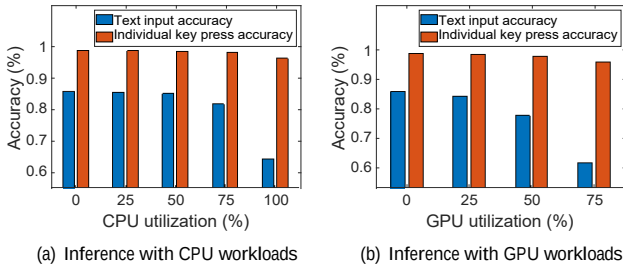 Text input accuracy
Individual key press accuracy
Accuracy (%)
1
0.9
0.8
0.7
0.6
0 25 50 75 100
CPU utilization (%)
(a) Inference with CPU workloads
Text input accuracy
Individual key press accuracy
Accuracy (%)
1
0.9
0.8
0.7
0.6
0 25 50 75
GPU utilization (%)
(b) Inference with GPU workloads